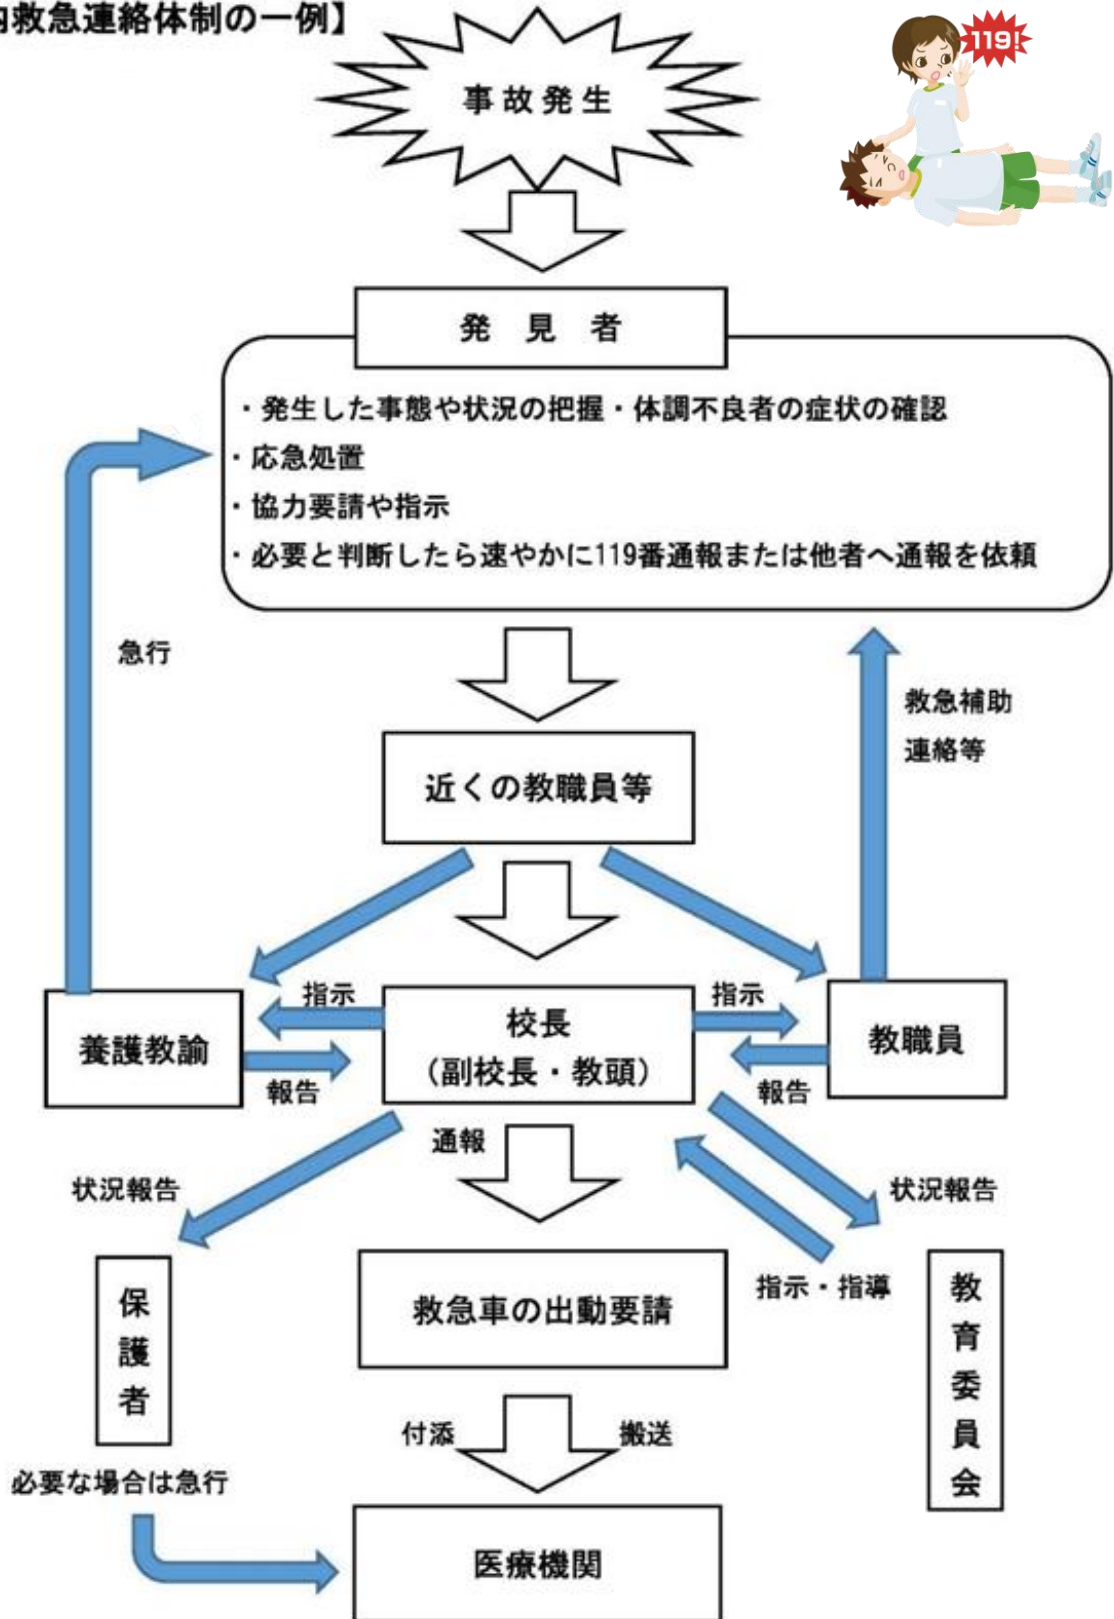 救急連絡体制の一例】
119!
事故発生
発見者
・発生した事態や状況の把握・体調不良者の症状の確認
・応急処置
・協力要請や指示
・必要と判断したら速やかに119番通報または他者へ通報を依頼
急行
救急補助
連絡等
近くの教職員等
指示
指示
養護教諭
校長
（副校長・教頭）
教職員
報告
報告
通報
状況報告
状況報告
指示・指導
保護者
救急車の出動要請
教育委員会
付添
搬送
必要な場合は急行
医療機関